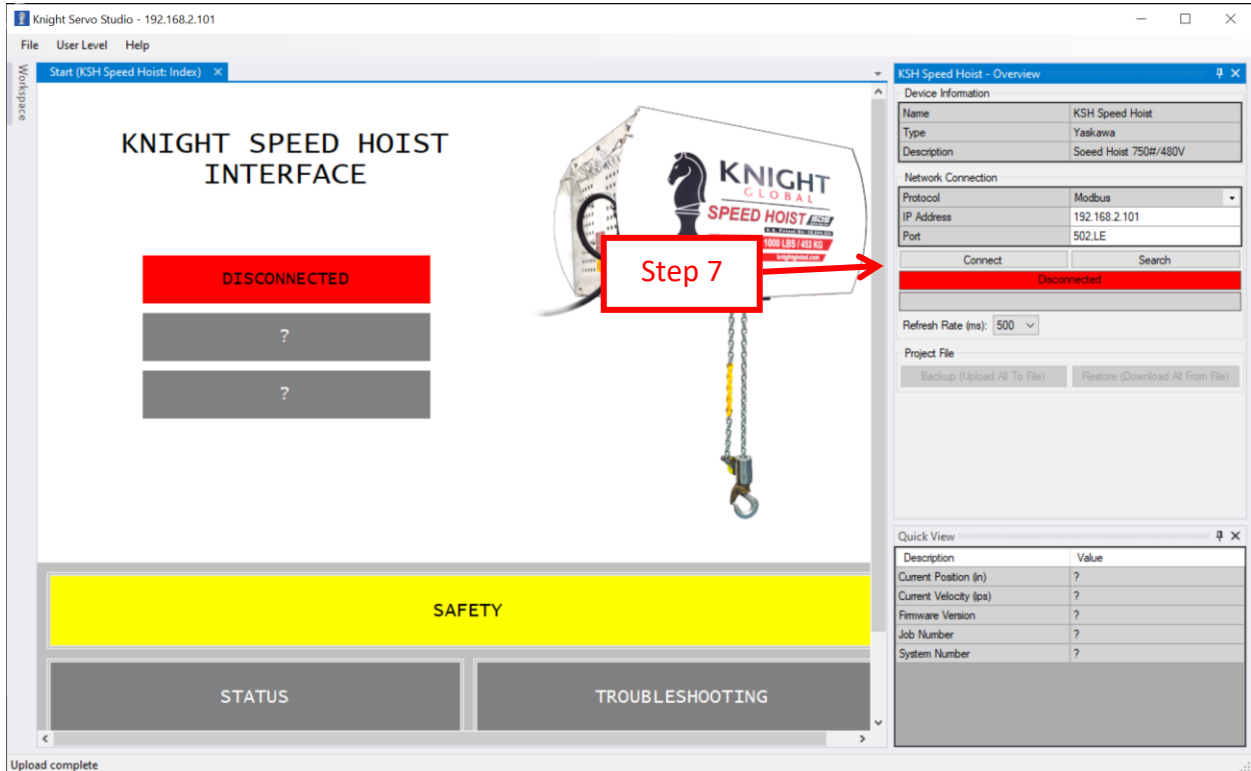 Knight Servo Studio - 192.168.2.101
File User Level Help
Workspace
Start (KSH Speed Hoist: Index)
KNIGHT SPEED HOIST
INTERFACE
DISCONNECTED
?
?
KNIGHT
GLOBAL
SPEED HOIST
1000 LBS / 453 KG
knightglobal.com
Step 7
SAFETY
STATUS TROUBLESHOOTING
KSH Speed Hoist - Overview
Device Information
Name KSH Speed Hoist
Type Yaskawa
Description Soeed Hoist 750#/480V
Network Connection
Protocol Modbus
IP Address 192.168.2.101
Port 502,LE
Connect Search
Disconnected
Refresh Rate (ms): 500
Project File
Backup (Upload All To File) Restore (Download All From File)
Quick View
Description Value
Current Position (in) ?
Current Velocity (ips) ?
Firmware Version ?
Job Number ?
System Number ?
Upload complete